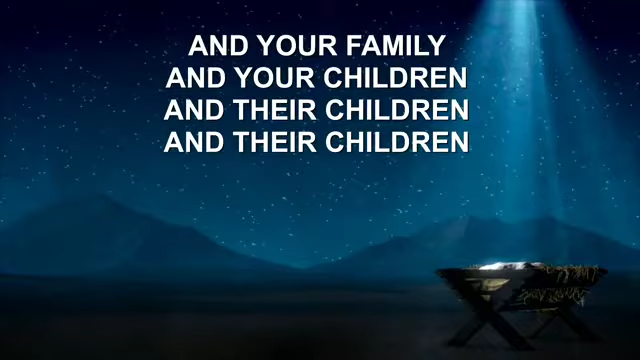 AND YOUR FAMILY
AND YOUR CHILDREN
AND THEIR CHILDREN
AND THEIR CHILDREN